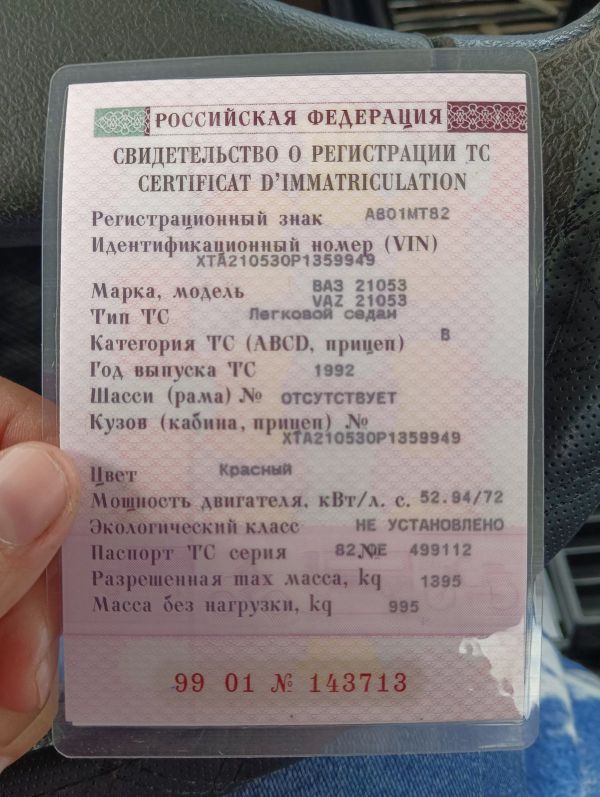 РОССИЙСКАЯ ФЕДЕРАЦИЯ
СВИДЕТЕЛЬСТВО О РЕГИСТРАЦИИ ТС
CERTIFICAT D'IMMATRICULATION
Регистрационный знак А801МТ82
Идентификационный номер (VIN)
XTA210530P1359949
Марка, модель ВАЗ 21053
VAZ 21053
Тип ТС Легковой седан
Категория ТС (ABCD, прицеп) B
Год выпуска ТС 1992
Шасси (рама) № ОТСУТСТВУЕТ
Кузов (кабина, прицеп) №
XTA210530P1359949
Цвет Красный
Мощность двигателя, кВт/л. с. 52.94/72
Экологический класс НЕ УСТАНОВЛЕНО
Паспорт ТС серия 82 № ОЕ 499112
Разрешенная max масса, kg 1395
Масса без нагрузки, kg 995
99 01 № 143713